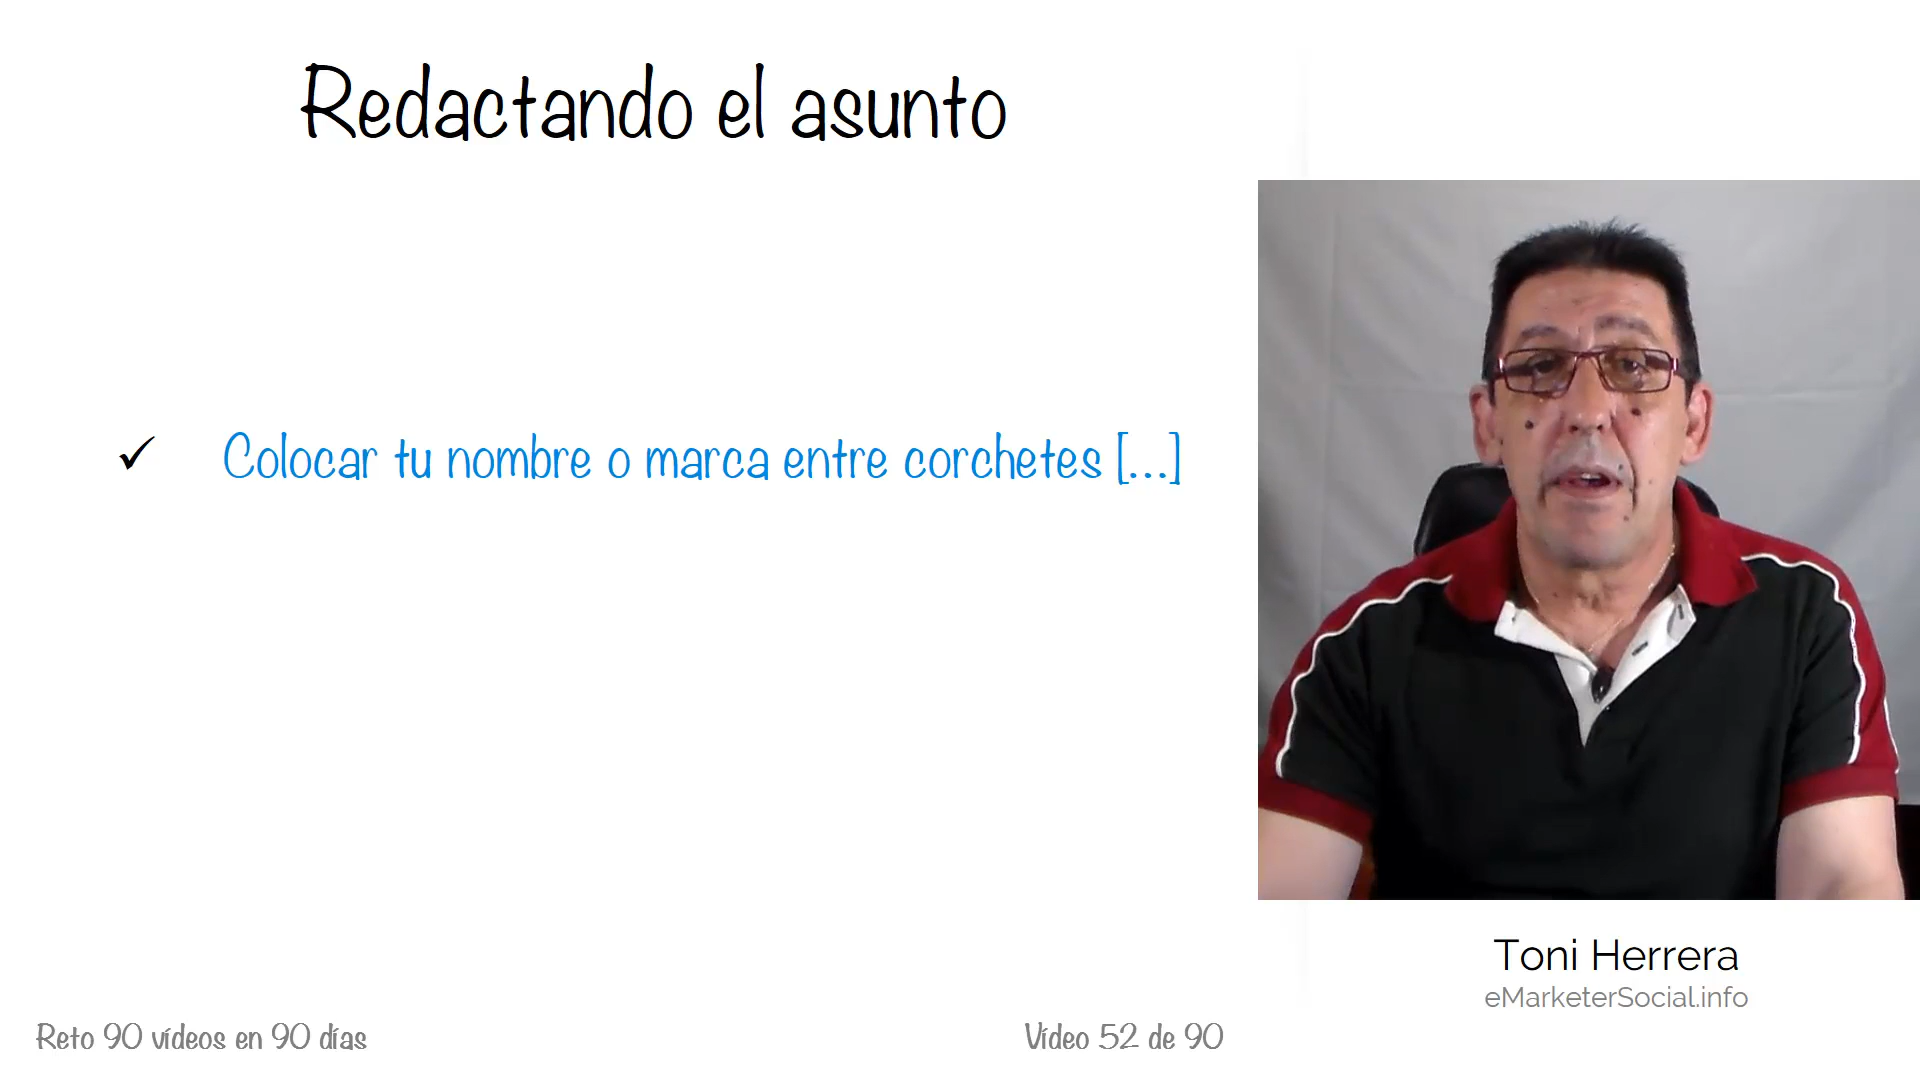 Redactando el asunto
✓ Colocar tu nombre o marca entre corchetes [...]
Toni Herrera
eMarketerSocial.info
Reto 90 vídeos en 90 días
Vídeo 52 de 90